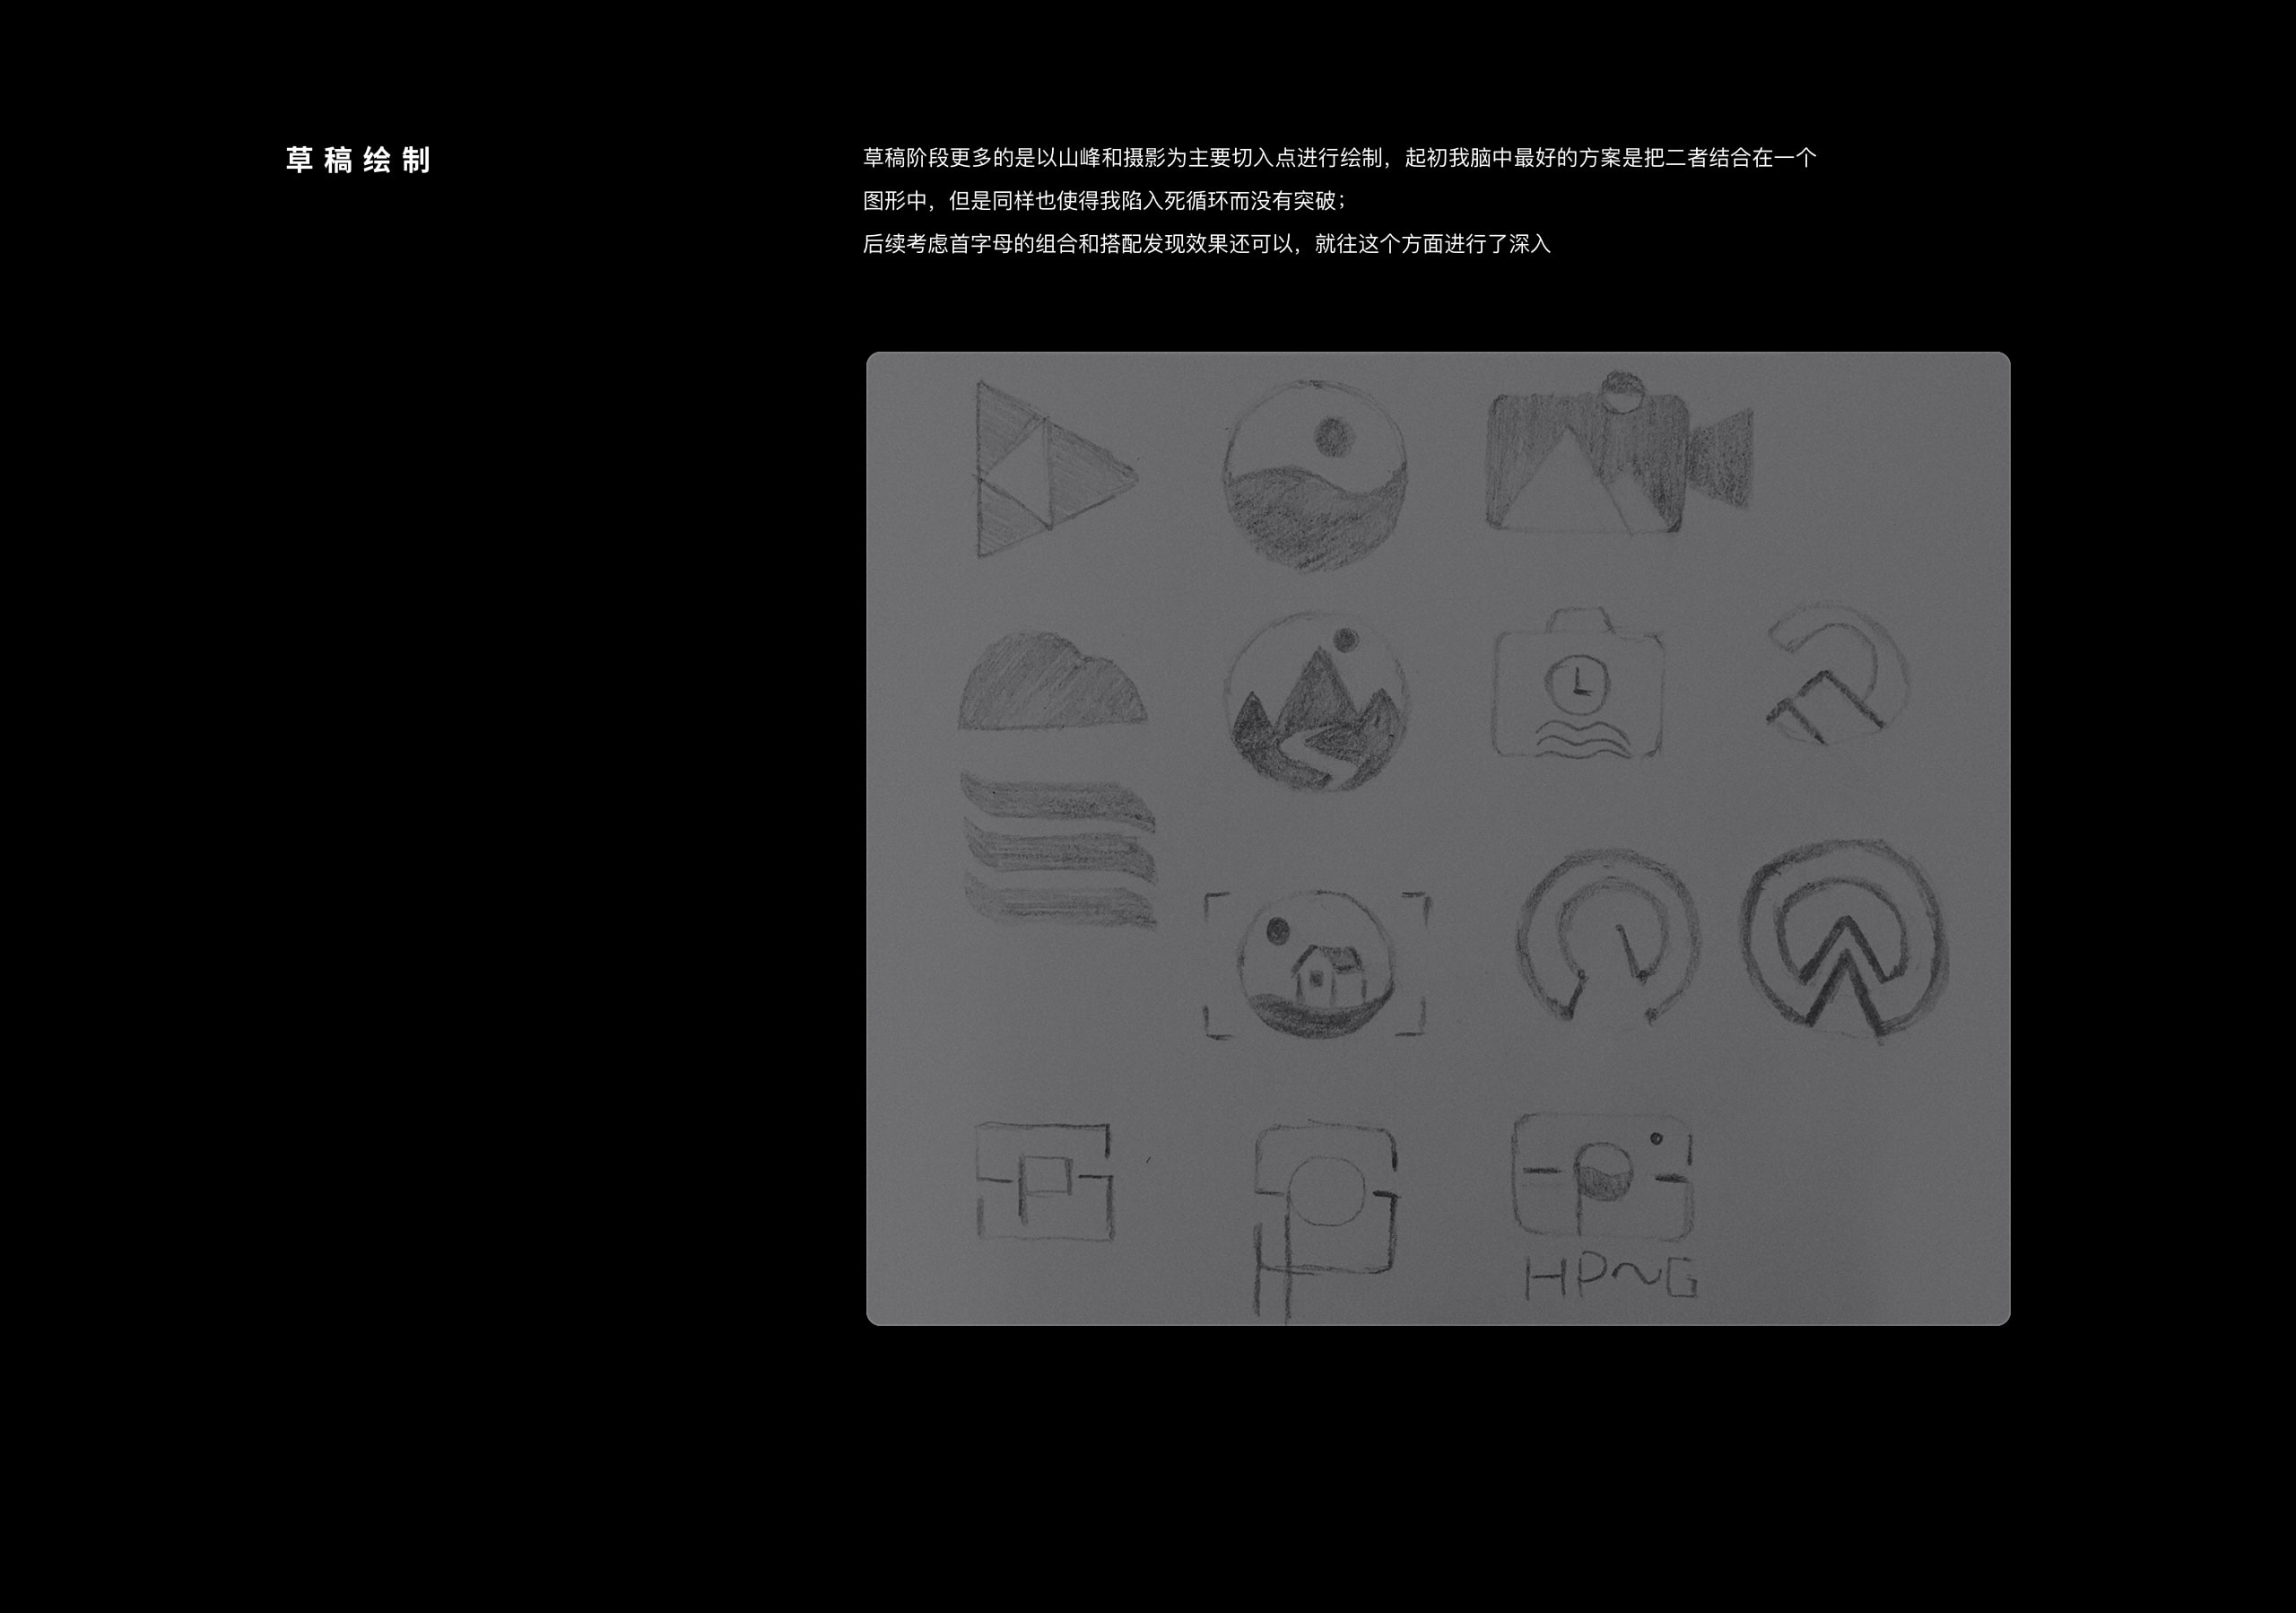 草稿绘制
草稿阶段更多的是以山峰和摄影为主要切入点进行绘制，起初我脑中最好的方案是把二者结合在一个
图形中，但是同样也使得我陷入死循环而没有突破；
后续考虑首字母的组合和搭配发现效果还可以，就往这个方面进行了深入
HP~G